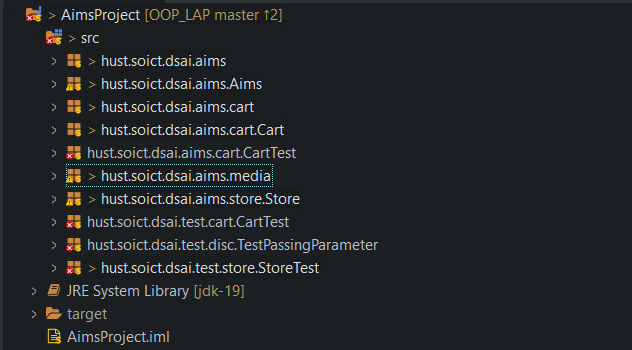 > AimsProject [OOP_LAP master ↑2]
> src
> hust.soict.dsai.aims
> hust.soict.dsai.aims.Aims
> hust.soict.dsai.aims.cart
> hust.soict.dsai.aims.cart.Cart
hust.soict.dsai.aims.cart.CartTest
> hust.soict.dsai.aims.media
> hust.soict.dsai.aims.store.Store
hust.soict.dsai.test.cart.CartTest
hust.soict.dsai.test.disc.TestPassingParameter
> hust.soict.dsai.test.store.StoreTest
JRE System Library [jdk-19]
target
AimsProject.iml